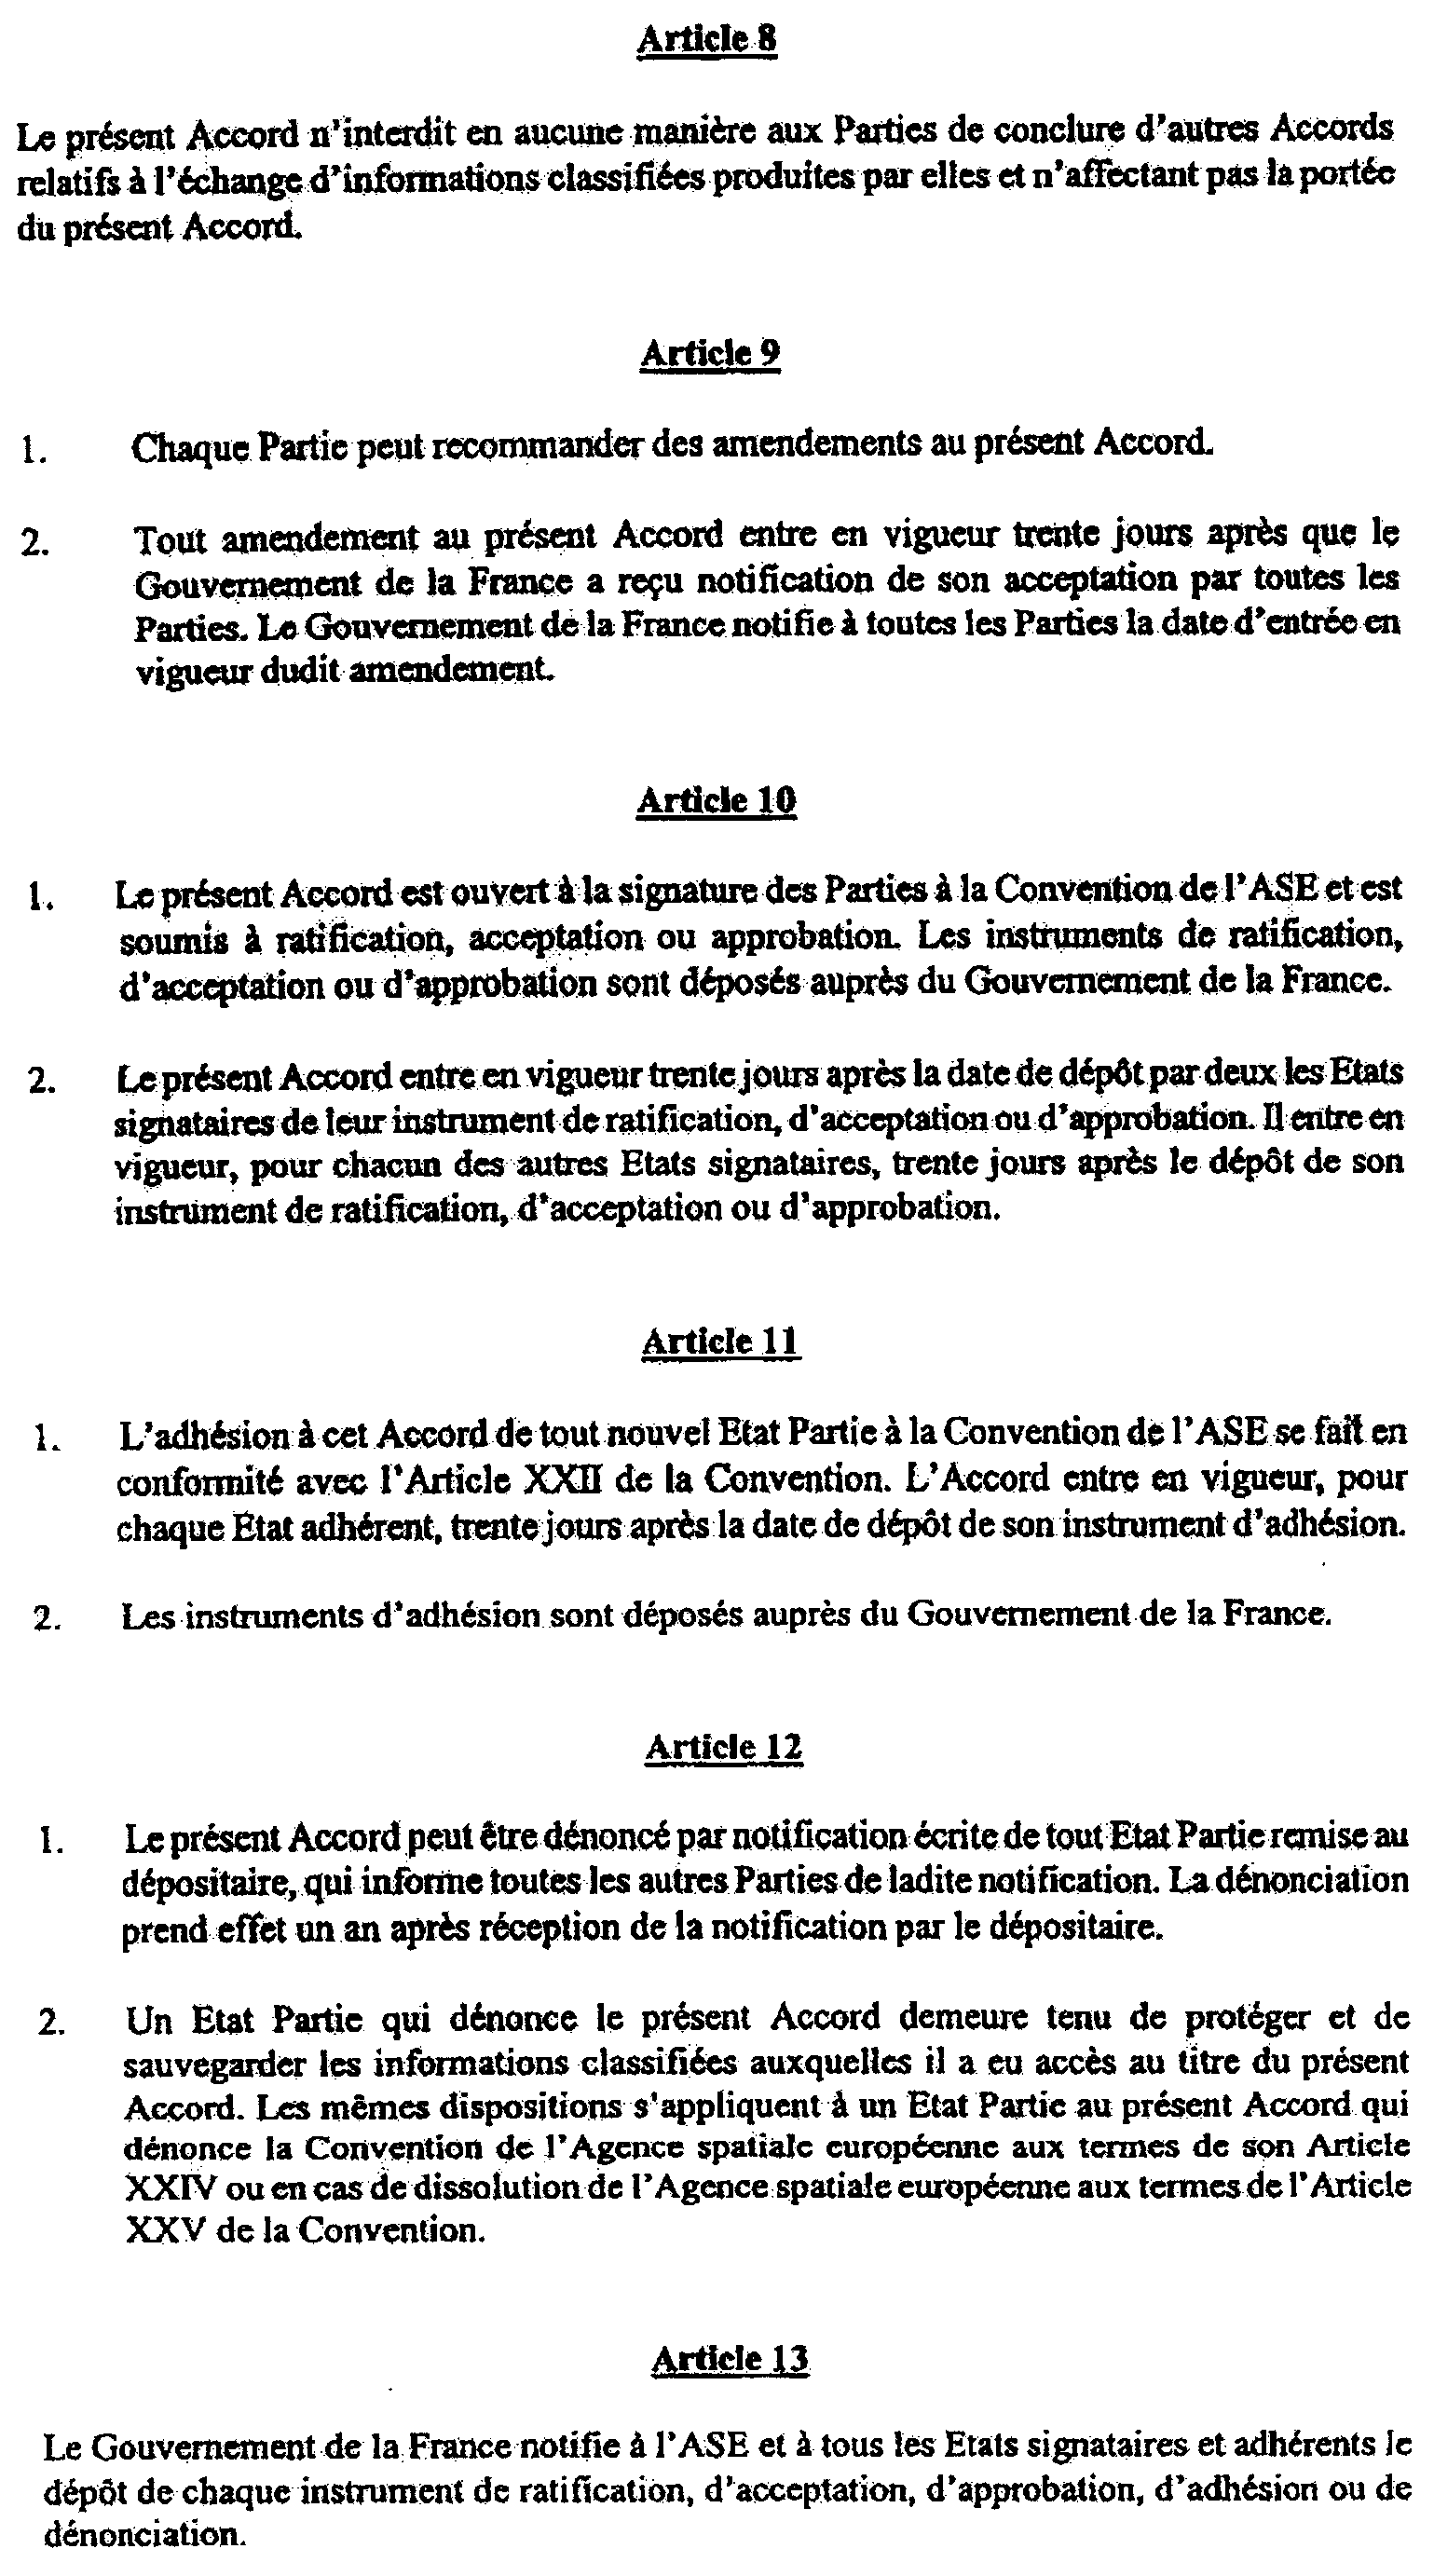 Article 8
Le présent Accord n'interdit en aucune manière aux Parties de conclure d'autres Accords
relatifs à l'échange d'informations classifiées produites par elles et n'affectant pas la portée
du présent Accord.
Article 9
1. Chaque Partie peut recommander des amendements au présent Accord.
2. Tout amendement au présent Accord entre en vigueur trente jours après que le
Gouvernement de la France a reçu notification de son acceptation par toutes les
Parties. Le Gouvernement de la France notifie à toutes les Parties la date d'entrée en
vigueur dudit amendement.
Article 10
1. Le présent Accord est ouvert à la signature des Parties à la Convention de l'ASE et est
soumis à ratification, acceptation ou approbation. Les instruments de ratification,
d'acceptation ou d'approbation sont déposés auprès du Gouvernement de la France.
2. Le présent Accord entre en vigueur trente jours après la date de dépôt par deux les Etats
signataires de leur instrument de ratification, d'acceptation ou d'approbation. Il entre en
vigueur, pour chacun des autres Etats signataires, trente jours après le dépôt de son
instrument de ratification, d'acceptation ou d'approbation.
Article 11
1. L'adhésion à cet Accord de tout nouvel Etat Partie à la Convention de l'ASE se fait en
conformité avec l'Article XXII de la Convention. L'Accord entre en vigueur, pour
chaque Etat adhérent, trente jours après la date de dépôt de son instrument d'adhésion.
2. Les instruments d'adhésion sont déposés auprès du Gouvernement de la France.
Article 12
1. Le présent Accord peut être dénoncé par notification écrite de tout Etat Partie remise au
dépositaire, qui informe toutes les autres Parties de ladite notification. La dénonciation
prend effet un an après réception de la notification par le dépositaire.
2. Un Etat Partie qui dénonce le présent Accord demeure tenu de protéger et de
sauvegarder les informations classifiées auxquelles il a eu accès au titre du présent
Accord. Les mêmes dispositions s'appliquent à un Etat Partie au présent Accord qui
dénonce la Convention de l'Agence spatiale européenne aux termes de son Article
XXIV ou en cas de dissolution de l'Agence spatiale européenne aux termes de l'Article
XXV de la Convention.
Article 13
Le Gouvernement de la France notifie à l'ASE et à tous les Etats signataires et adhérents le
dépôt de chaque instrument de ratification, d'acceptation, d'approbation, d'adhésion ou de
dénonciation.